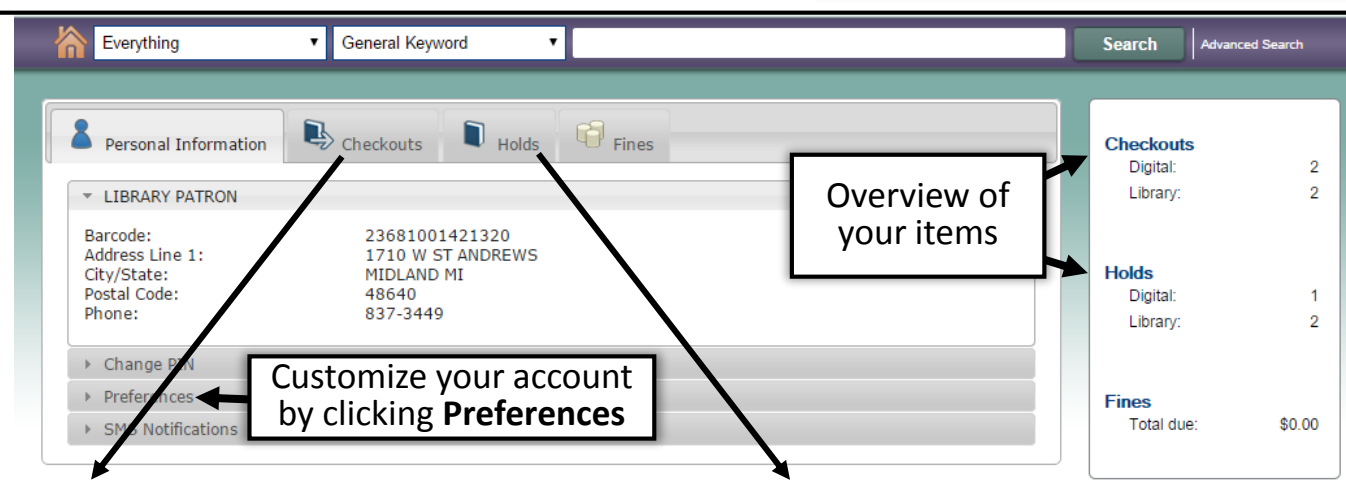 Everything General Keyword Search Advanced Search
Personal Information Checkouts Holds Fines
LIBRARY PATRON
Barcode: 23681001421320
Address Line 1: 1710 W ST ANDREWS
City/State: MIDLAND MI
Postal Code: 48640
Phone: 837-3449
Change PIN
Preferences
SMS Notifications
Customize your account
by clicking Preferences
Overview of
your items
Checkouts
Digital: 2
Library: 2
Holds
Digital: 1
Library: 2
Fines
Total due: $0.00